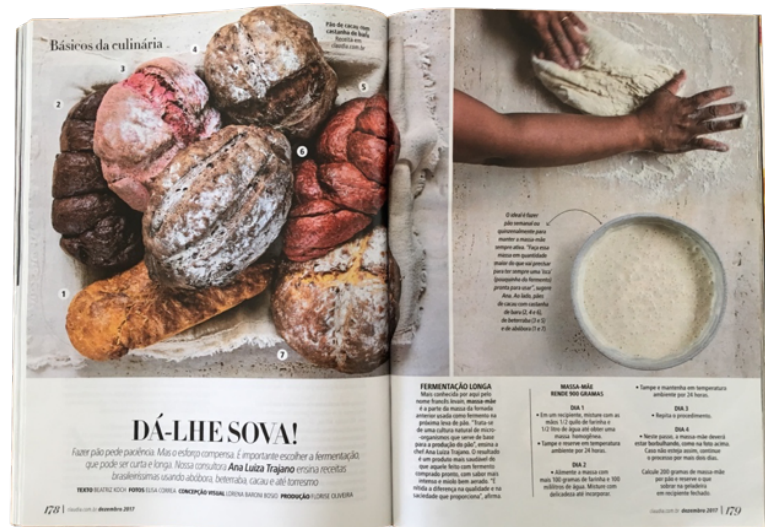 Básicos da culinária
Pão de cacau com
castanha de baru
Receita em
claudia.com.br
4
3
2
5
6
1
7
O ideal é fazer
pão semanal ou
quinzenalmente para
manter a massa-mãe
sempre ativa. "Faça essa
massa em quantidade
maior do que vai precisar
para ter sempre uma 'isca'
(pouquinho do fermento)
pronta para usar", sugere
Ana. Ao lado, pães
de cacau com castanha
de baru (2, 4 e 6),
de beterraba (3 e 5)
e de abóbora (1 e 7).
DÁ-LHE SOVA!
Fazer pão pede paciência. Mas o esforço compensa. É importante escolher a fermentação,
que pode ser curta e longa. Nossa consultora Ana Luiza Trajano ensina receitas
brasileiríssimas usando abóbora, beterraba, cacau e até torresmo
TEXTO BEATRIZ KOCH FOTOS ELISA CORREA CONCEPÇÃO VISUAL LORENA BARONI BOSIO PRODUÇÃO FLORISE OLIVEIRA
178 | claudia.com.br dezembro 2017
FERMENTAÇÃO LONGA
Mais conhecido por aqui pelo
nome francês levain, massa-mãe
é a parte da massa da fornada
anterior usada como fermento na
próxima leva de pão. "Trata-se
de uma cultura natural de micro-
-organismos que serve de base
para a produção do pão", ensina a
chef Ana Luiza Trajano. O resultado
é um produto mais saudável do
que aquele feito com fermento
comprado pronto, com sabor mais
intenso e miolo bem aerado. "É
nítida a diferença na qualidade e na
saciedade que proporciona", afirma.
MASSA-MÃE
RENDE 900 GRAMAS
DIA 1
• Em um recipiente, misture com as
mãos 1/2 quilo de farinha e
1/2 litro de água até obter uma
massa homogênea.
• Tampe e reserve em temperatura
ambiente por 24 horas.
DIA 2
• Alimente a massa com
mais 100 gramas de farinha e 100
mililitros de água. Misture com
delicadeza até incorporar.
• Tampe e mantenha em temperatura
ambiente por 24 horas.
DIA 3
• Repita o procedimento.
DIA 4
• Neste passo, a massa-mãe deverá
estar borbulhando, como na foto acima.
Caso não esteja assim, continue
o processo por mais dois dias.
Calcule 200 gramas de massa-mãe
por pão e reserve o que
sobrar na geladeira
em recipiente fechado.
claudia.com.br dezembro 2017 | 179